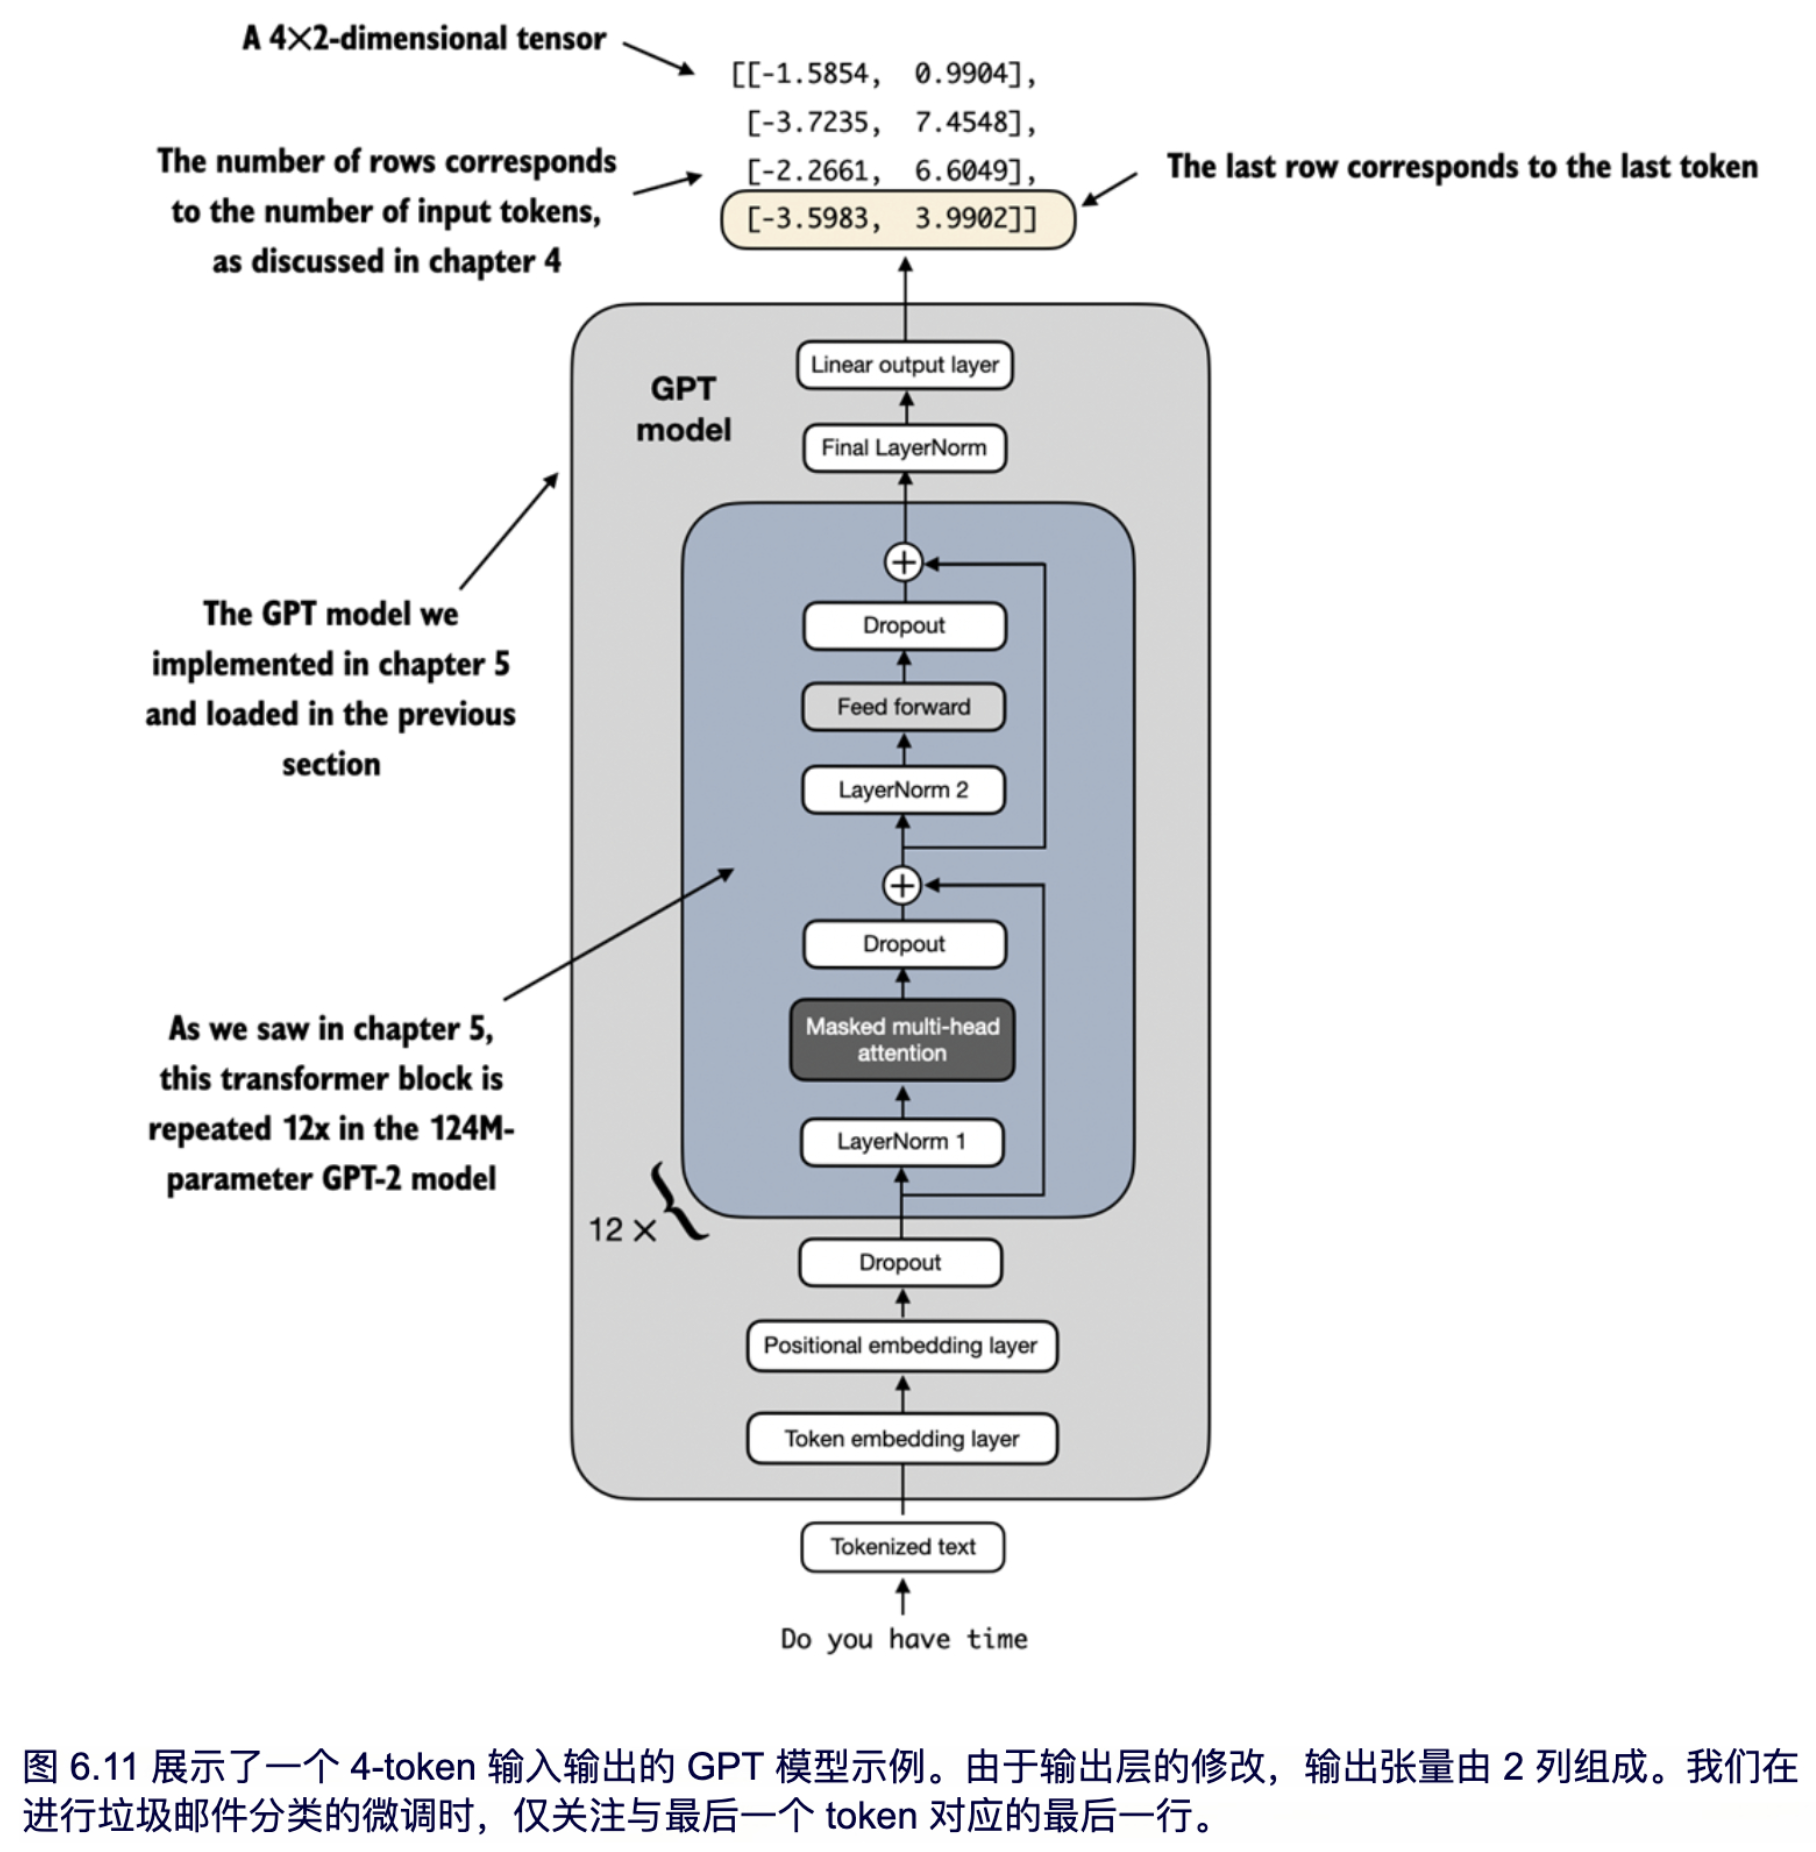 A 4×2-dimensional tensor
[[-1.5854,  0.9904],
[-3.7235,  7.4548],
[-2.2661,  6.6049],
[-3.5983,  3.9902]]
The number of rows corresponds
to the number of input tokens,
as discussed in chapter 4
The last row corresponds to the last token
GPT
model
Linear output layer
Final LayerNorm
Dropout
Feed forward
LayerNorm 2
Dropout
Masked multi-head
attention
LayerNorm 1
12 ×
Dropout
Positional embedding layer
Token embedding layer
The GPT model we
implemented in chapter 5
and loaded in the previous
section
As we saw in chapter 5,
this transformer block is
repeated 12x in the 124M-
parameter GPT-2 model
Tokenized text
Do you have time
图 6.11 展示了一个 4-token 输入输出的 GPT 模型示例。由于输出层的修改，输出张量由 2 列组成。我们在
进行垃圾邮件分类的微调时，仅关注与最后一个 token 对应的最后一行。